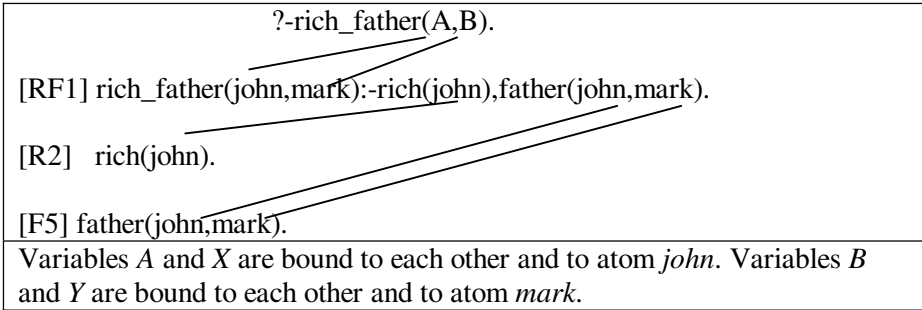 ?-rich_father(A,B).
[RF1] rich_father(john,mark):-rich(john),father(john,mark).
[R2] rich(john).
[F5] father(john,mark).
Variables A and X are bound to each other and to atom john. Variables B
and Y are bound to each other and to atom mark.